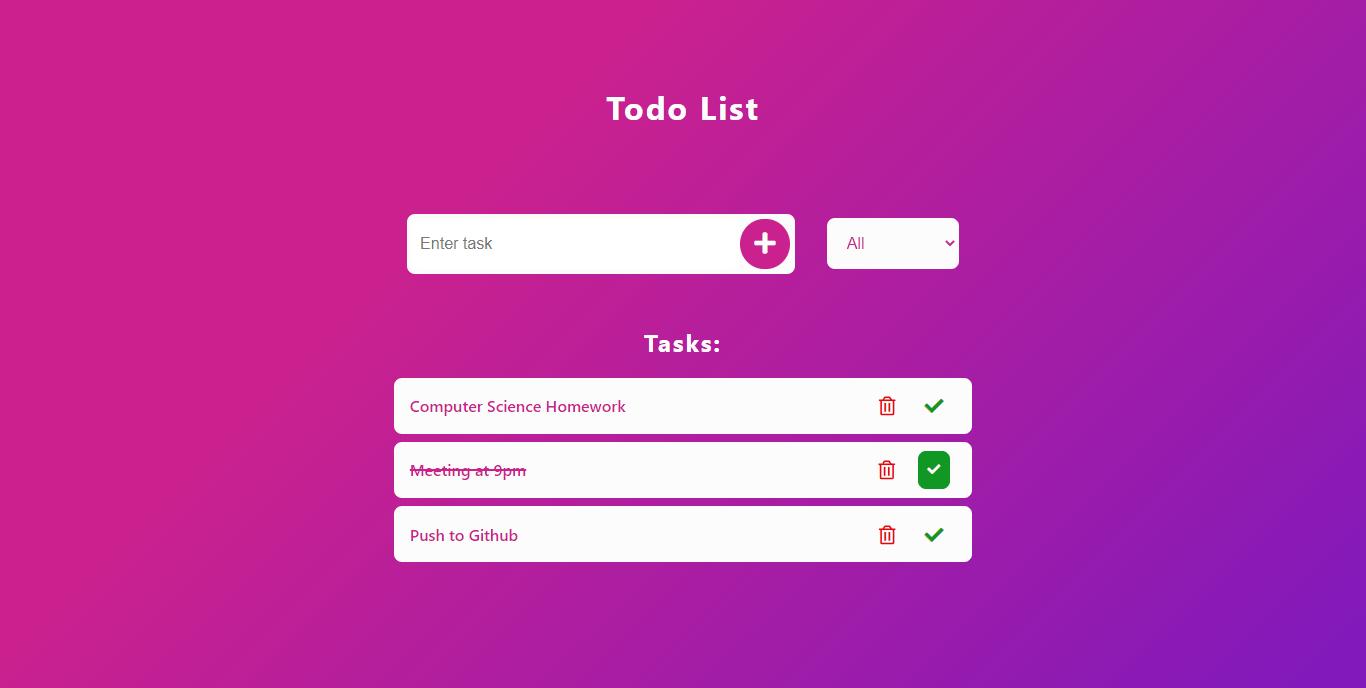 Todo List
Enter task
All
Tasks:
Computer Science Homework
Meeting at 9pm
Push to Github